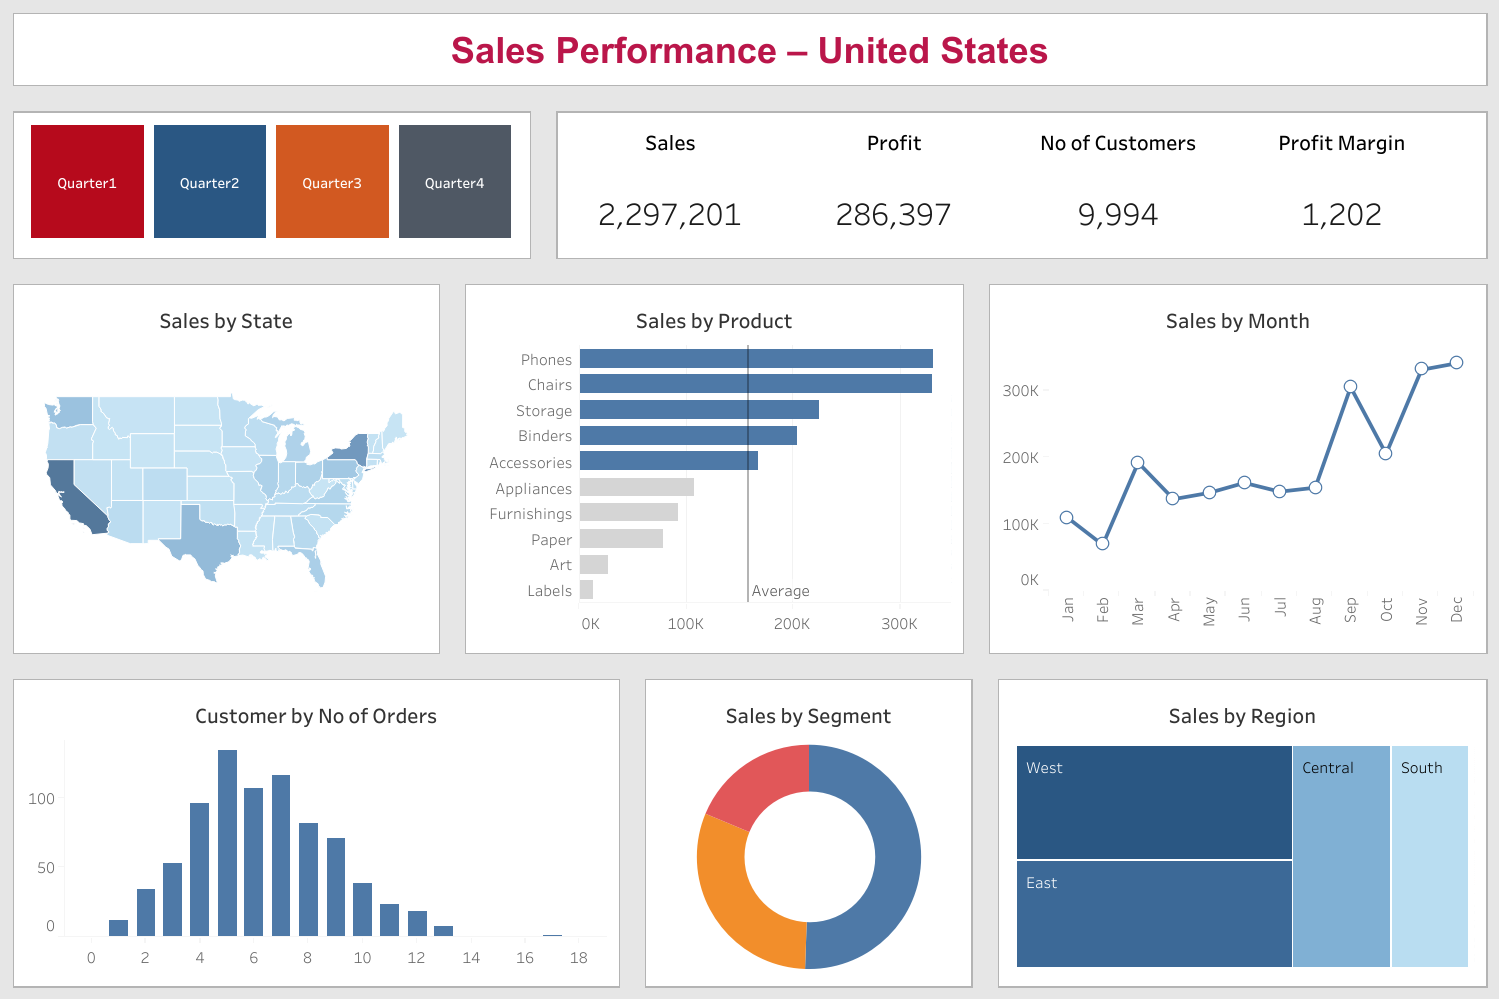 Sales Performance – United States
Quarter1
Quarter2
Quarter3
Quarter4
Sales
Profit
No of Customers
Profit Margin
2,297,201
286,397
9,994
1,202
Sales by State
Sales by Product
Phones
Chairs
Storage
Binders
Accessories
Appliances
Furnishings
Paper
Art
Labels
Average
0K
100K
200K
300K
Sales by Month
300K
200K
100K
0K
Jan
Feb
Mar
Apr
May
Jun
Jul
Aug
Sep
Oct
Nov
Dec
Customer by No of Orders
100
50
0
0
2
4
6
8
10
12
14
16
18
Sales by Segment
Sales by Region
West
East
Central
South